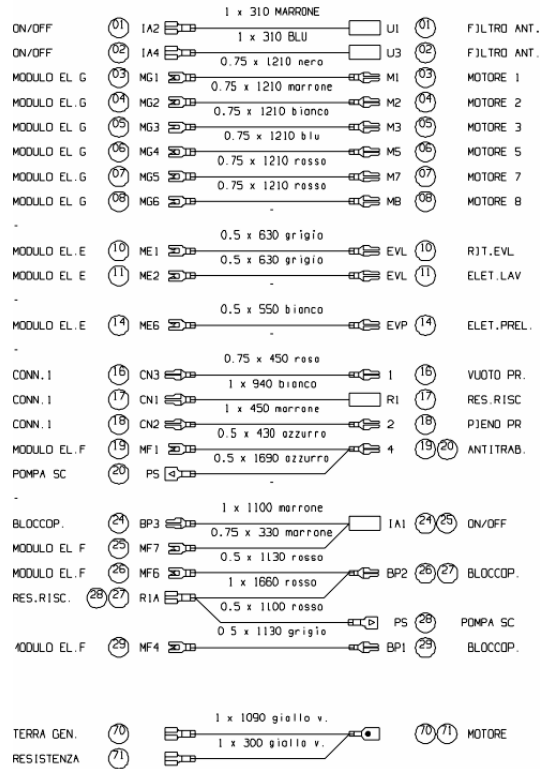 1 x 310 MARRONE
ON/OFF 01 IA2 U1 01 FILTRO ANT.
1 x 310 BLU
ON/OFF 02 IA4 U3 02 FILTRO ANT.
0.75 x 1210 nero
MODULO EL G 03 MG1 M1 03 MOTORE 1
0.75 x 1210 marrone
MODULO EL.G 04 MG2 M2 04 MOTORE 2
0.75 x 1210 bianco
MODULO EL.G 05 MG3 M3 05 MOTORE 3
0.75 x 1210 blu
MODULO EL G 06 MG4 M5 06 MOTORE 5
0.75 x 1210 rosso
MODULO EL.G 07 MG5 M7 07 MOTORE 7
0.75 x 1210 rosso
MODULO EL G 08 MG6 M8 08 MOTORE 8
-
-
0.5 x 630 grigio
MODULO EL.E 10 ME1 EVL 10 RIT.EVL
0.5 x 630 grigio
MODULO EL E 11 ME2 EVL 11 ELET.LAV
-
-
0.5 x 550 bianco
MODULO EL.E 14 ME6 EVP 14 ELET.PREL.
-
-
0.75 x 450 rosa
CONN.1 16 CN3 1 16 VUOTO PR.
1 x 940 bianco
CONN.1 17 CN1 R1 17 RES.RISC
1 x 450 marrone
CONN.1 18 CN2 2 18 PIENO PR
0.5 x 430 azzurro
MODULO EL.F 19 MF1 4 19 20 ANTITRAB.
0.5 x 1690 azzurro
POMPA SC 20 PS
-
-
1 x 1100 marrone
BLOCCOP. 24 BP3 IA1 24 25 ON/OFF
0.75 x 330 marrone
MODULO EL F 25 MF7
0.5 x 1130 rosso
MODULO EL.F 26 MF6 BP2 26 27 BLOCCOP.
1 x 1660 rosso
RES.RISC. 28 27 R1A
0.5 x 1100 rosso
PS 28 POMPA SC
0 5 x 1130 grigio
MODULO EL.F 29 MF4 BP1 29 BLOCCOP.
1 x 1090 giallo v.
TERRA GEN. 70 70 71 MOTORE
1 x 300 giallo v.
RESISTENZA 71